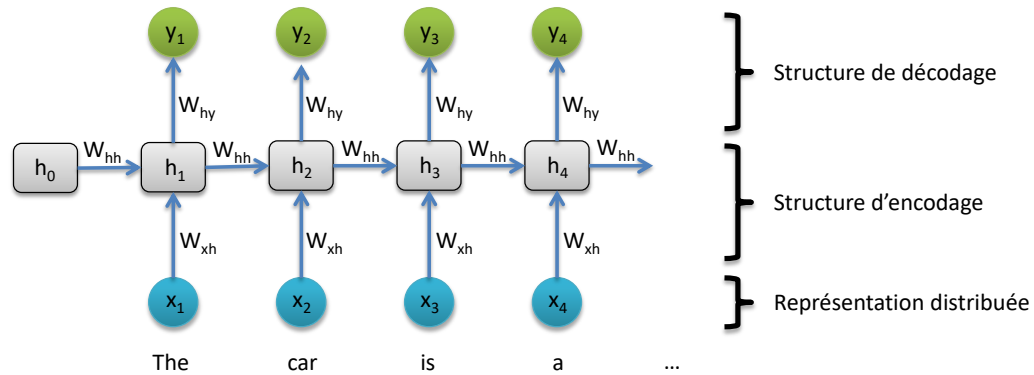 y1 y2 y3 y4
Structure de décodage
Why Why Why Why
Whh Whh Whh Whh Whh
h0 h1 h2 h3 h4
Structure d’encodage
Wxh Wxh Wxh Wxh
x1 x2 x3 x4
Représentation distribuée
The car is a ...